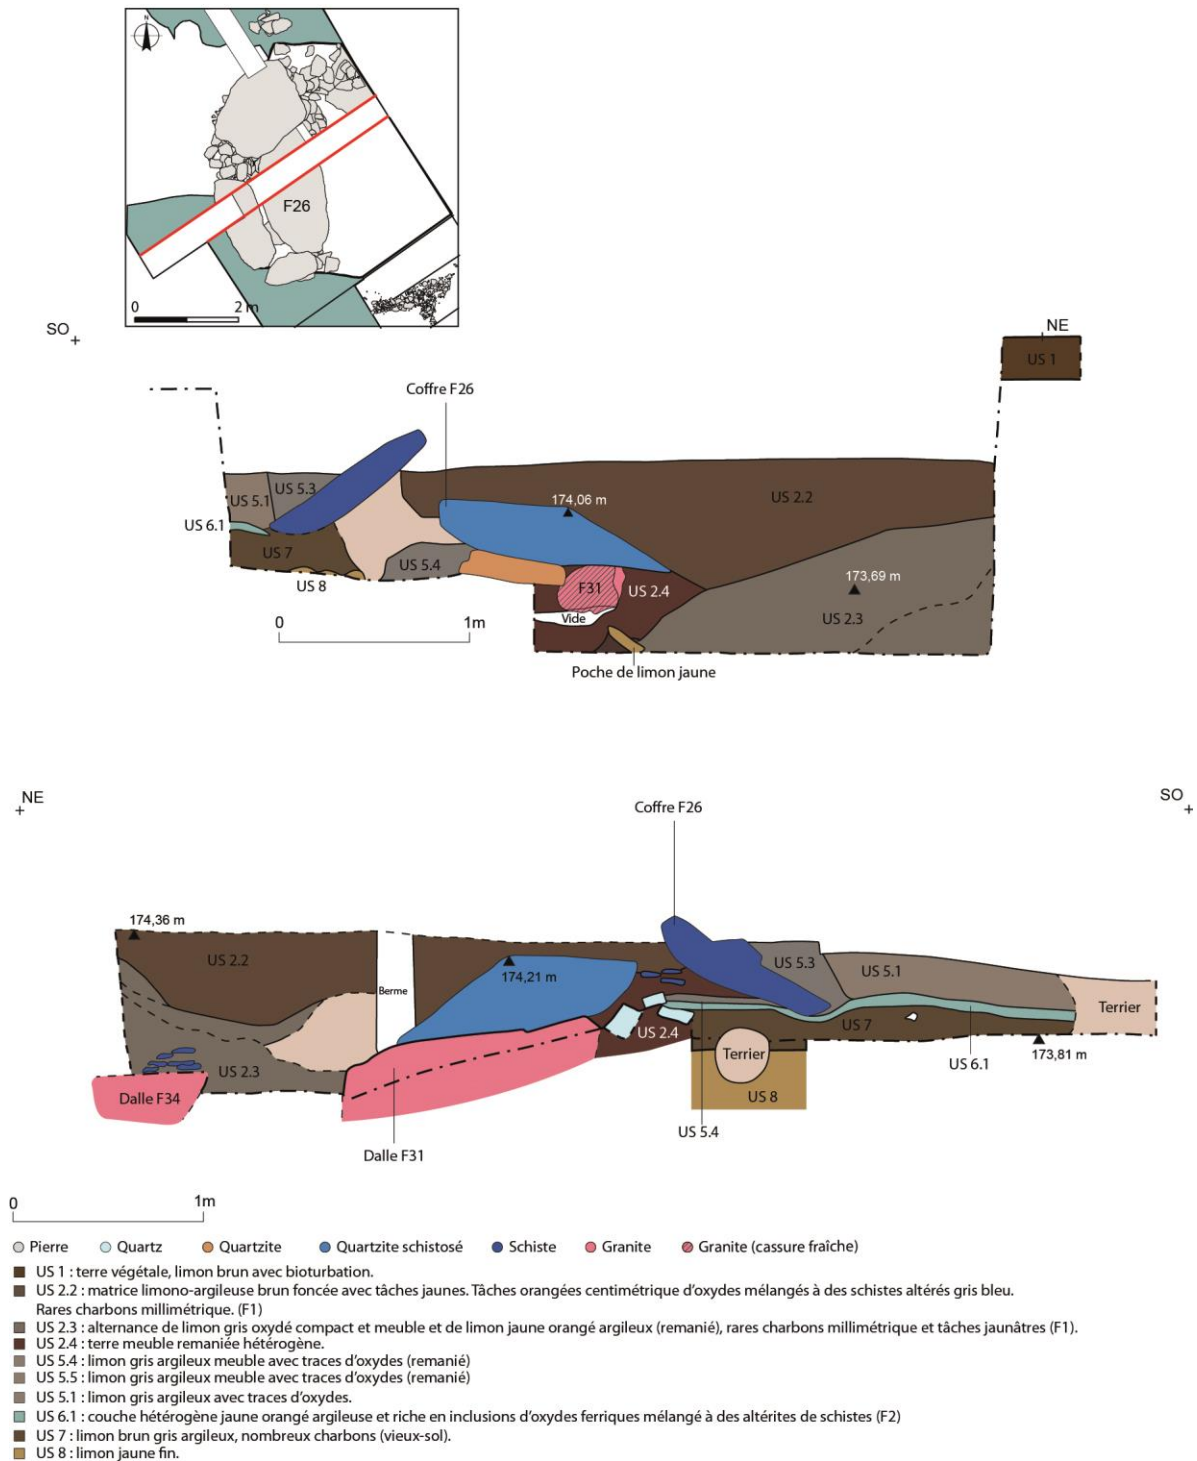 N
F26
0 2 m
SO
NE
US 1
Coffre F26
US 5.1
US 5.3
174,06 m
US 2.2
US 6.1
US 7
US 5.4
F31
US 2.4
173,69 m
US 8
US 2.3
Vide
0 1m
Poche de limon jaune
NE
SO
Coffre F26
174,36 m
US 2.2
174,21 m
US 5.3
US 5.1
Berme
Terrier
US 2.4
US 7
Terrier
US 6.1
173,81 m
US 2.3
Dalle F34
US 8
US 5.4
Dalle F31
0 1m
Pierre Quartz Quartzite Quartzite schistosé Schiste Granite Granite (cassure fraîche)
US 1 : terre végétale, limon brun avec bioturbation.
US 2.2 : matrice limono-argileuse brun foncée avec tâches jaunes. Tâches orangées centimétrique d'oxydes mélangés à des schistes altérés gris bleu.
Rares charbons millimétrique. (F1)
US 2.3 : alternance de limon gris oxydé compact et meuble et de limon jaune orangé argileux (remanié), rares charbons millimétrique et tâches jaunâtres (F1).
US 2.4 : terre meuble remaniée hétérogène.
US 5.4 : limon gris argileux meuble avec traces d'oxydes (remanié)
US 5.5 : limon gris argileux meuble avec traces d'oxydes (remanié)
US 5.1 : limon gris argileux avec traces d'oxydes.
US 6.1 : couche hétérogène jaune orangé argileuse et riche en inclusions d'oxydes ferriques mélangé à des altérites de schistes (F2)
US 7 : limon brun gris argileux, nombreux charbons (vieux-sol).
US 8 : limon jaune fin.